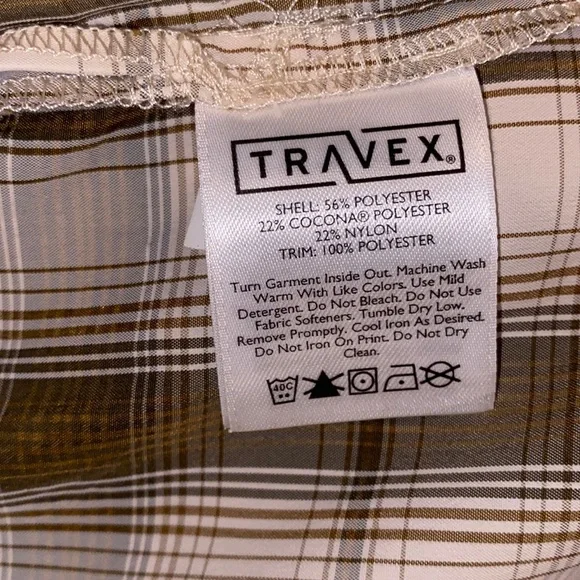 TRAVEX®
SHELL: 56% POLYESTER
22% COCONA® POLYESTER
22% NYLON
TRIM: 100% POLYESTER
Turn Garment Inside Out. Machine Wash
Warm With Like Colors. Use Mild
Detergent. Do Not Bleach. Do Not Use
Fabric Softeners. Tumble Dry Low.
Remove Promptly. Cool Iron As Desired.
Do Not Iron On Print. Do Not Dry
Clean.
40C